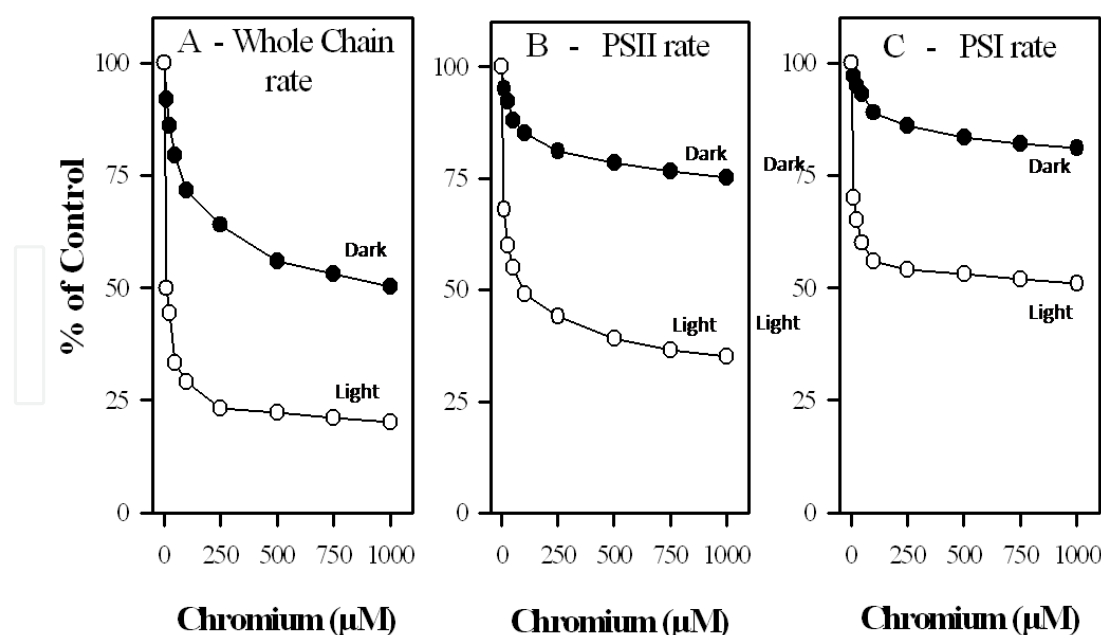 A - Whole Chain
rate
B - PSII rate
C - PSI rate
% of Control
100
75
50
25
0
Dark
Light
0 250 500 750 1000
Chromium (µM)
100
75
50
25
0
Dark
Light
Dark
Light
0 250 500 750 1000
Chromium (µM)
100
75
50
25
0
Dark
Light
0 250 500 750 1000
Chromium (µM)